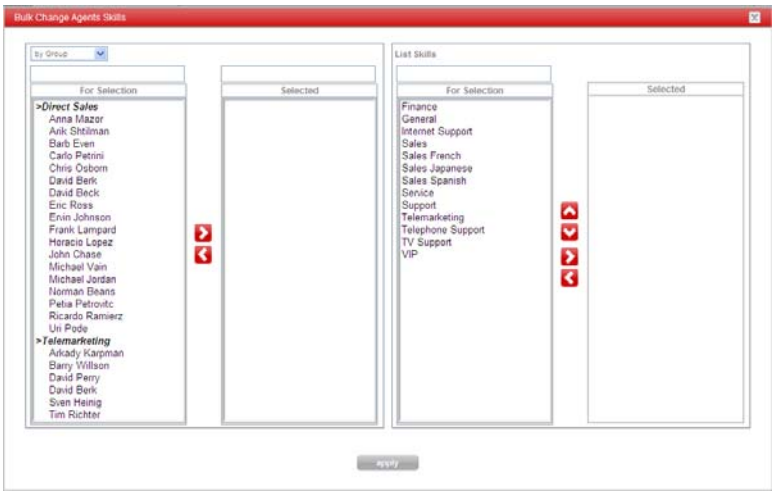 Bulk Change Agents Skills
by Group
For Selection
Selected
>Direct Sales
Anna Mazor
Arik Shtilman
Barb Even
Carlo Petrini
Chris Osborn
David Berk
David Beck
Eric Ross
Ervin Johnson
Frank Lampard
Horacio Lopez
John Chase
Michael Vain
Michael Jordan
Norman Beans
Petia Petrovitc
Ricardo Ramierz
Uri Pode
>Telemarketing
Arkady Karpman
Barry Willson
David Perry
David Berk
Sven Heinig
Tim Richter
List Skills
For Selection
Selected
Finance
General
Internet Support
Sales
Sales French
Sales Japanese
Sales Spanish
Service
Support
Telemarketing
Telephone Support
TV Support
VIP
apply